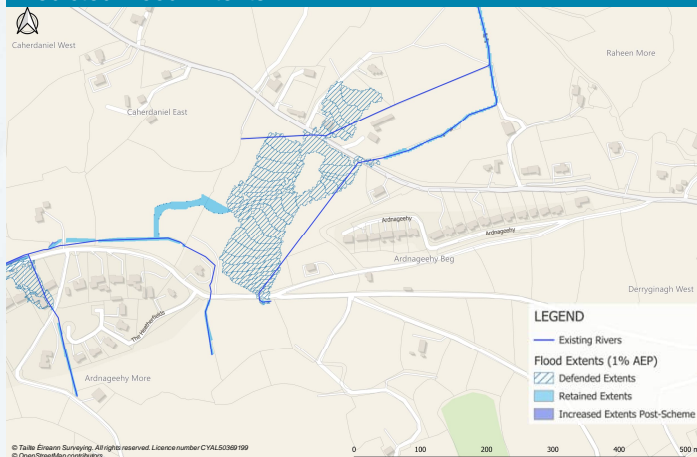 Caherdaniel West
Raheen More
Caherdaniel East
Ardnageehy
Ardnageehy
Ardnageehy Beg
Derryginagh West
The Heatherfields
Ardnageehy More
LEGEND
Existing Rivers
Flood Extents (1% AEP)
Defended Extents
Retained Extents
Increased Extents Post-Scheme
© Tailte Éireann Surveying. All rights reserved. Licence number CYAL50369199
© OpenStreetMap contributors
0 100 200 300 400 500 m